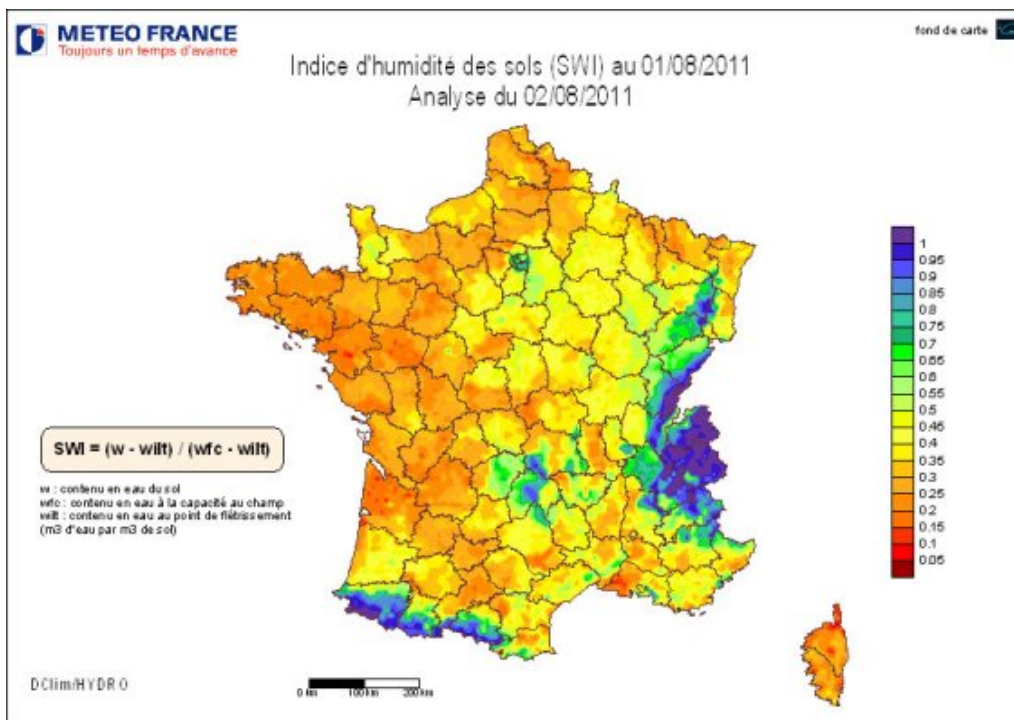 METEO FRANCE
Toujours un temps d'avance
fond de carte
Indice d'humidité des sols (SWI) au 01/08/2011
Analyse du 02/08/2011
1
0.95
0.9
0.85
0.8
0.75
0.7
0.65
0.6
0.55
0.5
0.45
0.4
0.35
0.3
0.25
0.2
0.15
0.1
0.05
SWI = (w - wilt) / (wfc - wilt)
w : contenu en eau du sol
wfc : contenu en eau à la capacité au champ
wilt : contenu en eau au point de flétrissement
(m3 d'eau par m3 de sol)
DClim/HYDRO
0 km 100 km 200 km